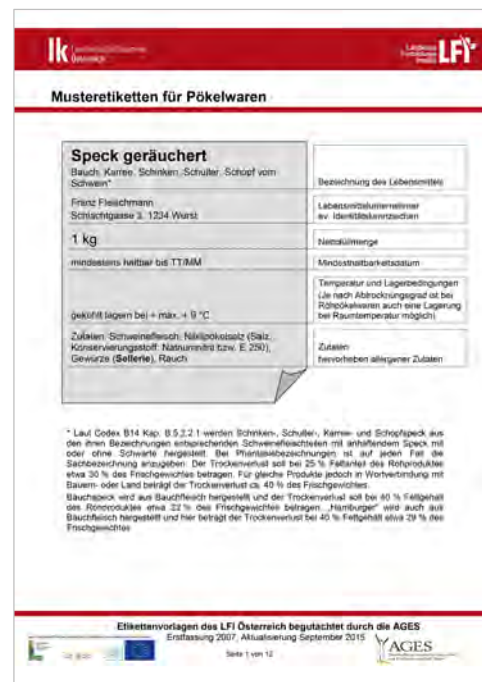 lk
Österreich
LFI
Musteretiketten für Pökelwaren
Speck geräuchert
Bauch, Karree, Schinken, Schulter, Schopf vom
Schwein*
Bezeichnung des Lebensmittels
Franz Fleischmann
Schlachtgasse 3, 1234 Wurst
Lebensmittelunternehmer
ev. Identitätskennzeichen
1 kg
Nettofüllmenge
mindestens haltbar bis TT/MM
Mindesthaltbarkeitsdatum
gekühlt lagern bei + max. + 9 °C
Temperatur und Lagerbedingungen
(Je nach Abtrocknungsgrad ist bei
Rohpökelwaren auch eine Lagerung
bei Raumtemperatur möglich)
Zutaten: Schweinefleisch, Nitritpökelsalz (Salz,
Konservierungsstoff: Natriumnitrit bzw. E 250),
Gewürze (Sellerie), Rauch
Zutaten
hervorheben allergener Zutaten
* Laut Codex B14 Kap. B.5.2.2.1 werden Schinken-, Schulter-, Karree- und Schopfspeck aus
den ihren Bezeichnungen entsprechenden Schweinefleischteilen mit anhaftendem Speck mit
oder ohne Schwarte hergestellt. Bei Phantasiebezeichnungen ist auf jeden Fall die
Sachbezeichnung anzugeben. Der Trockenverlust soll bei 25 % Fettanteil des Rohproduktes
etwa 30 % des Frischgewichtes betragen. Für gleiche Produkte jedoch in Wortverbindung mit
Bauern- oder Land beträgt der Trockenverlust ca. 40 % des Frischgewichtes.
Bauchspeck wird aus Bauchfleisch hergestellt und der Trockenverlust soll bei 40 % Fettgehalt
des Rohproduktes etwa 22 % des Frischgewichtes betragen. „Hamburger" wird auch aus
Bauchfleisch hergestellt und hier beträgt der Trockenverlust bei 40 % Fettgehalt etwa 29 % des
Frischgewichtes
Etikettenvorlagen des LFI Österreich begutachtet durch die AGES
Erstfassung 2007, Aktualisierung September 2015
Seite 1 von 12
AGES